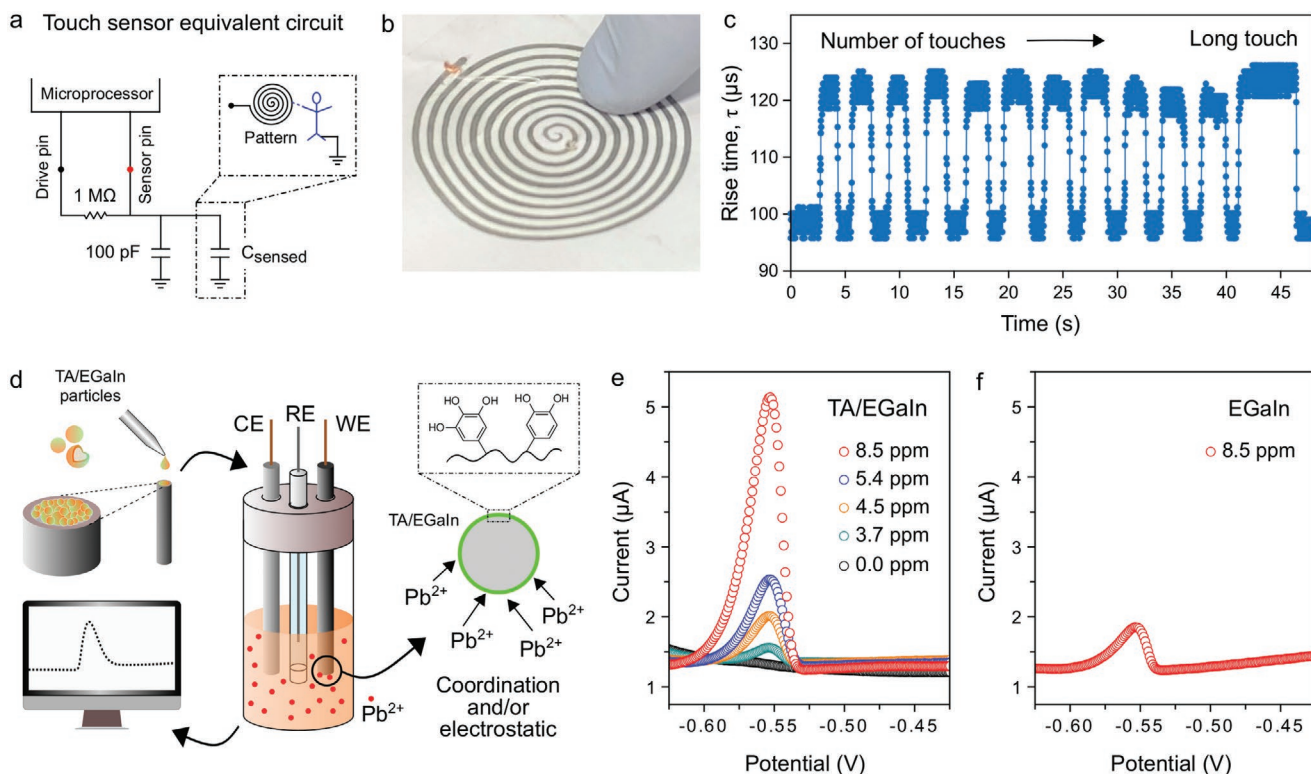 a
Touch sensor equivalent circuit
Microprocessor
Drive pin
Sensor pin
Pattern
1 MΩ
100 pF
Csensed
b
c
Number of touches
Long touch
Rise time, τ (µs)
130
120
110
100
90
0 5 10 15 20 25 30 35 40 45
Time (s)
d
TA/EGaIn
particles
CE
RE
WE
HO
OH
HO
HO
OH
TA/EGaIn
Pb²⁺
Pb²⁺
Pb²⁺
Pb²⁺
Pb²⁺
Coordination
and/or
electrostatic
e
TA/EGaIn
8.5 ppm
5.4 ppm
4.5 ppm
3.7 ppm
0.0 ppm
Current (µA)
5
4
3
2
1
-0.60 -0.55 -0.50 -0.45
Potential (V)
f
EGaIn
8.5 ppm
Current (µA)
5
4
3
2
1
-0.60 -0.55 -0.50 -0.45
Potential (V)